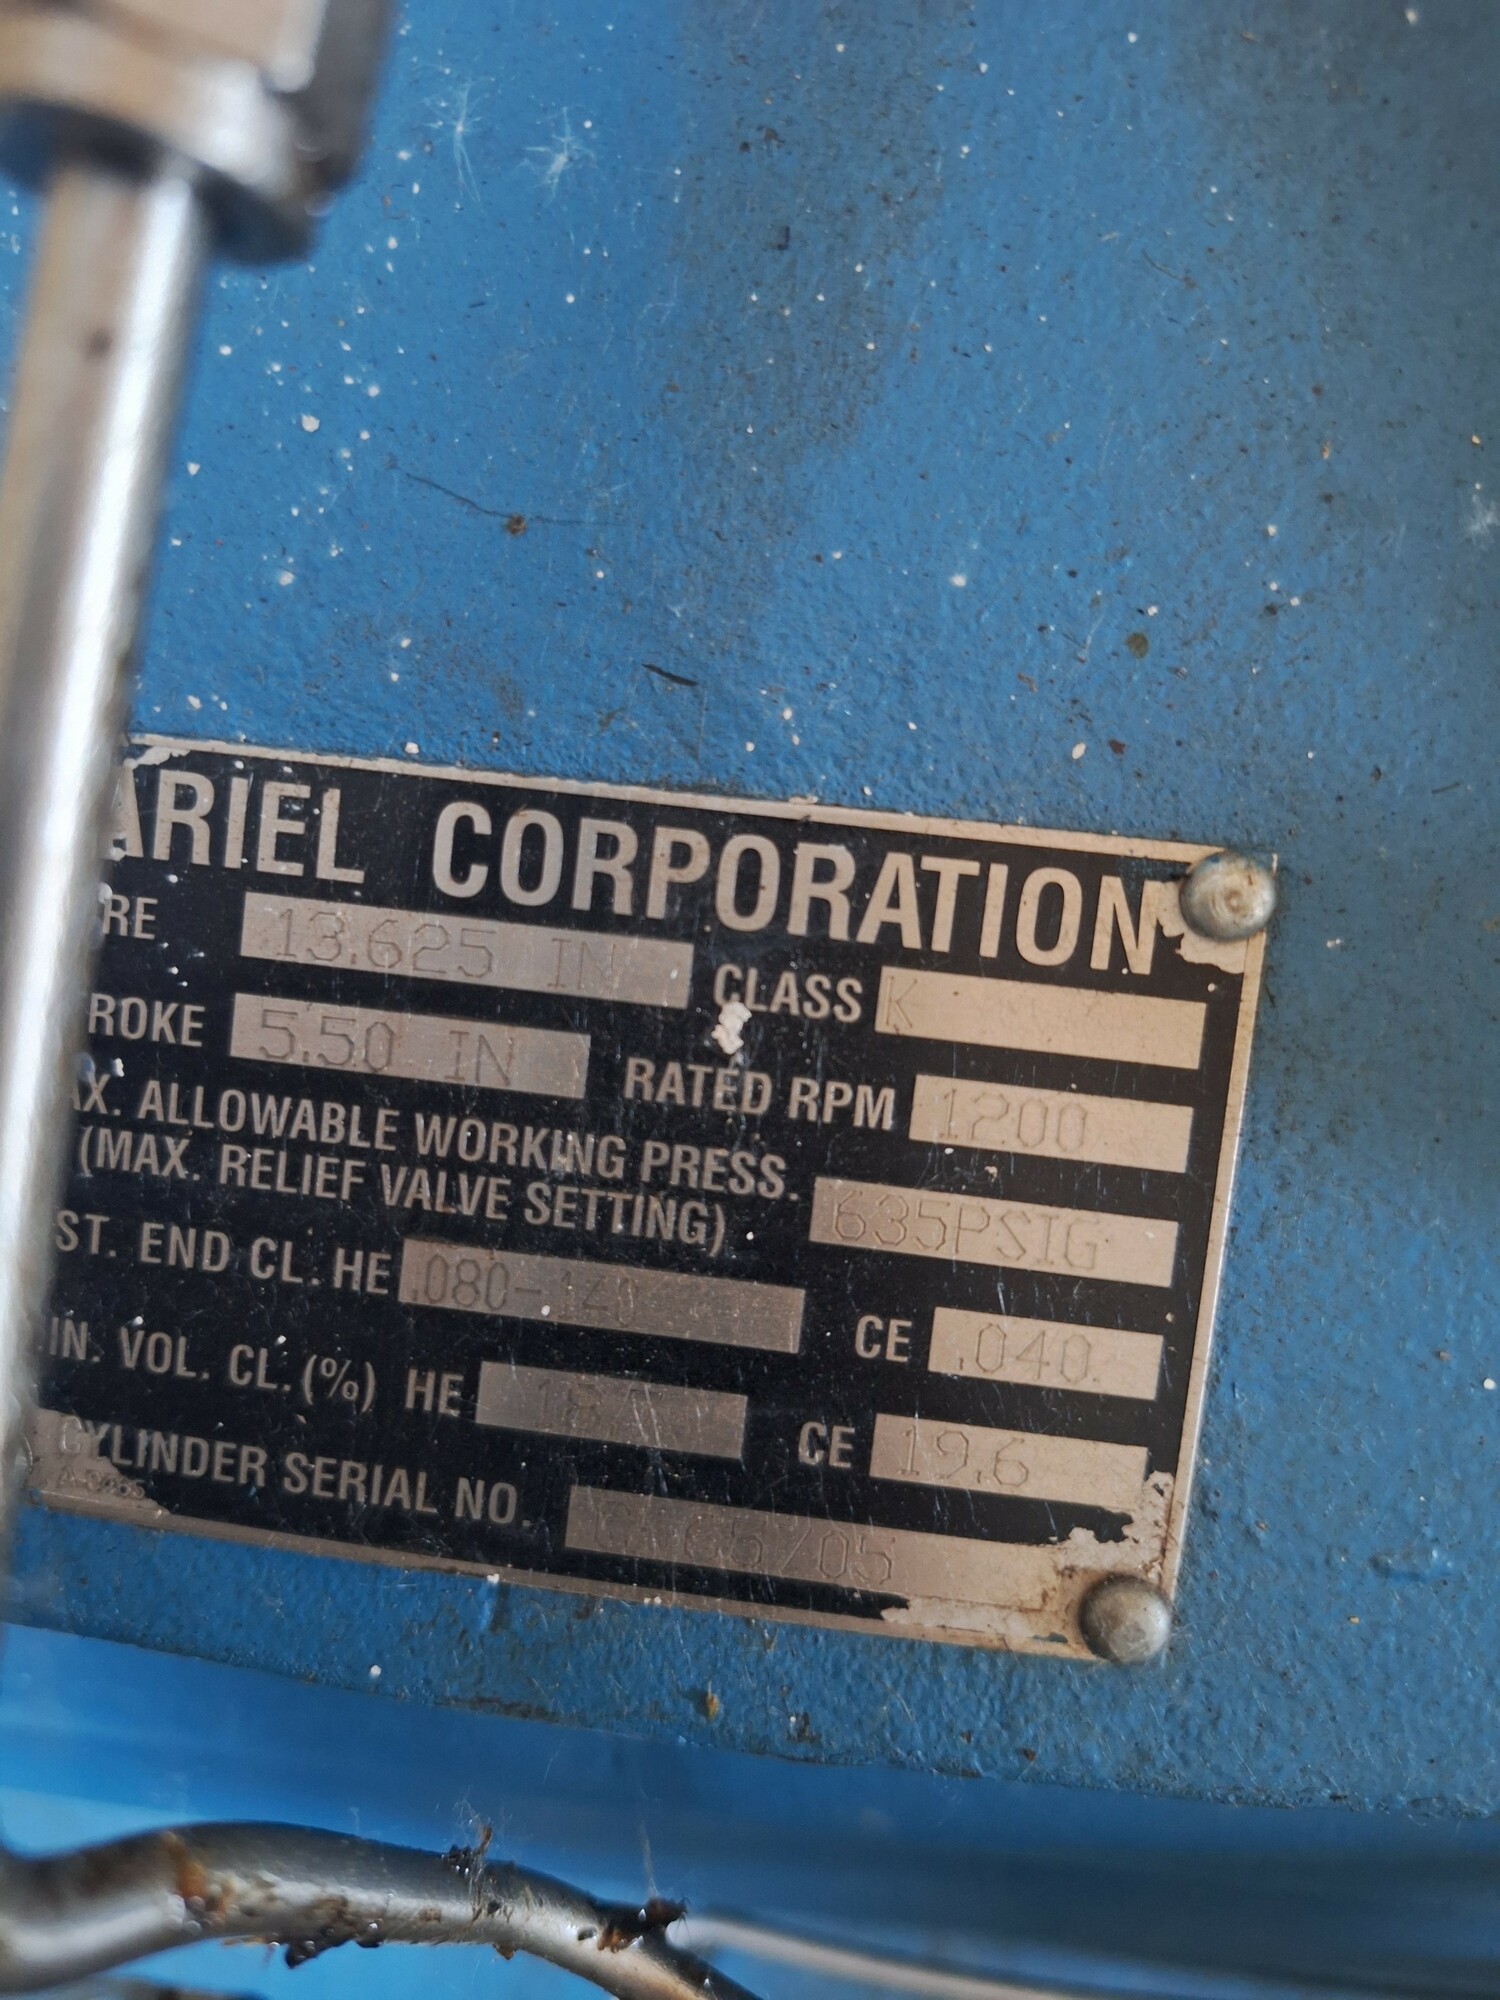 ARIEL CORPORATION
RE 13.625 IN CLASS K
ROKE 5.50 IN RATED RPM 1200
AX. ALLOWABLE WORKING PRESS.
(MAX. RELIEF VALVE SETTING) 635PSIG
ST. END CL. HE .080-140 CE .040
IN. VOL. CL. (%) HE CE 19.6
CYLINDER SERIAL NO.